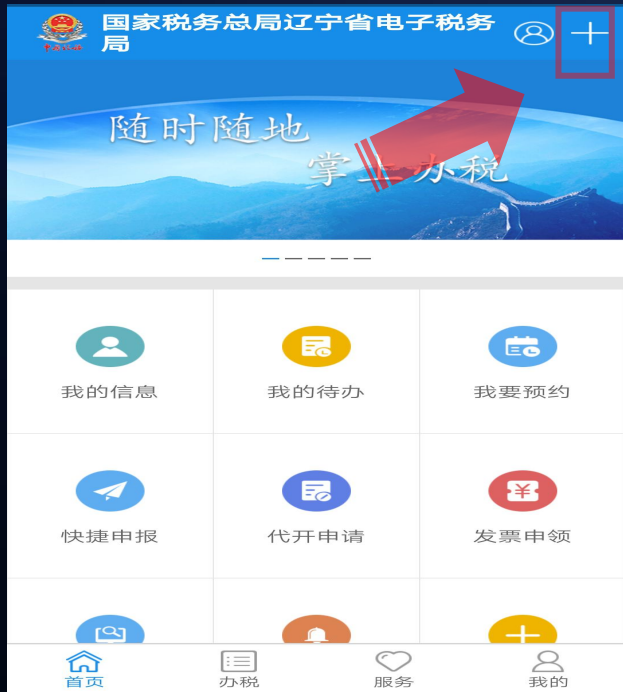 国家税务总局辽宁省电子税务
局
随时随地
掌上办税
我的信息
我的待办
我要预约
快捷申报
代开申请
发票申领
首页
办税
服务
我的